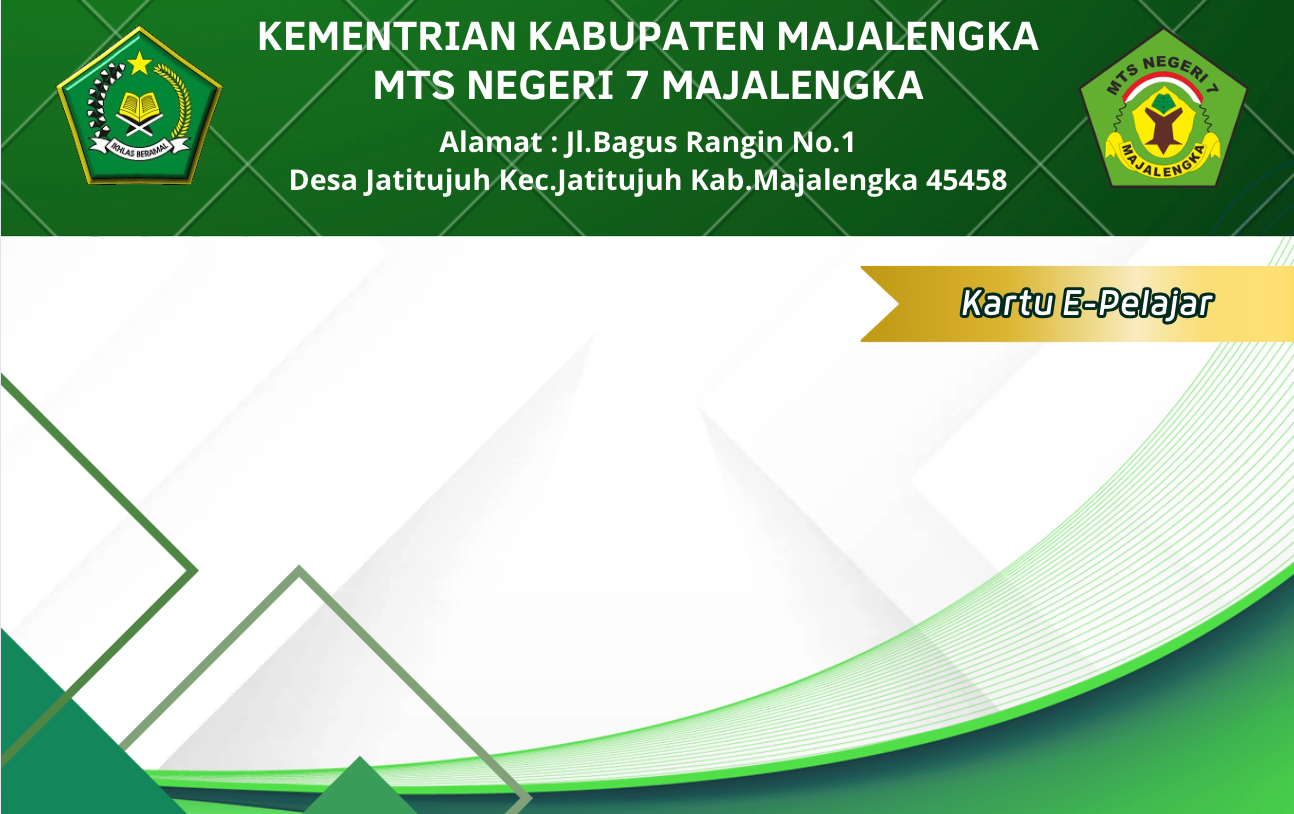 KEMENTRIAN KABUPATEN MAJALENGKA
MTS NEGERI 7 MAJALENGKA
Alamat : Jl.Bagus Rangin No.1
Desa Jatitujuh Kec.Jatitujuh Kab.Majalengka 45458
IKHLAS BERAMAL
MTS NEGERI 7
MAJALENGKA
Kartu E-Pelajar